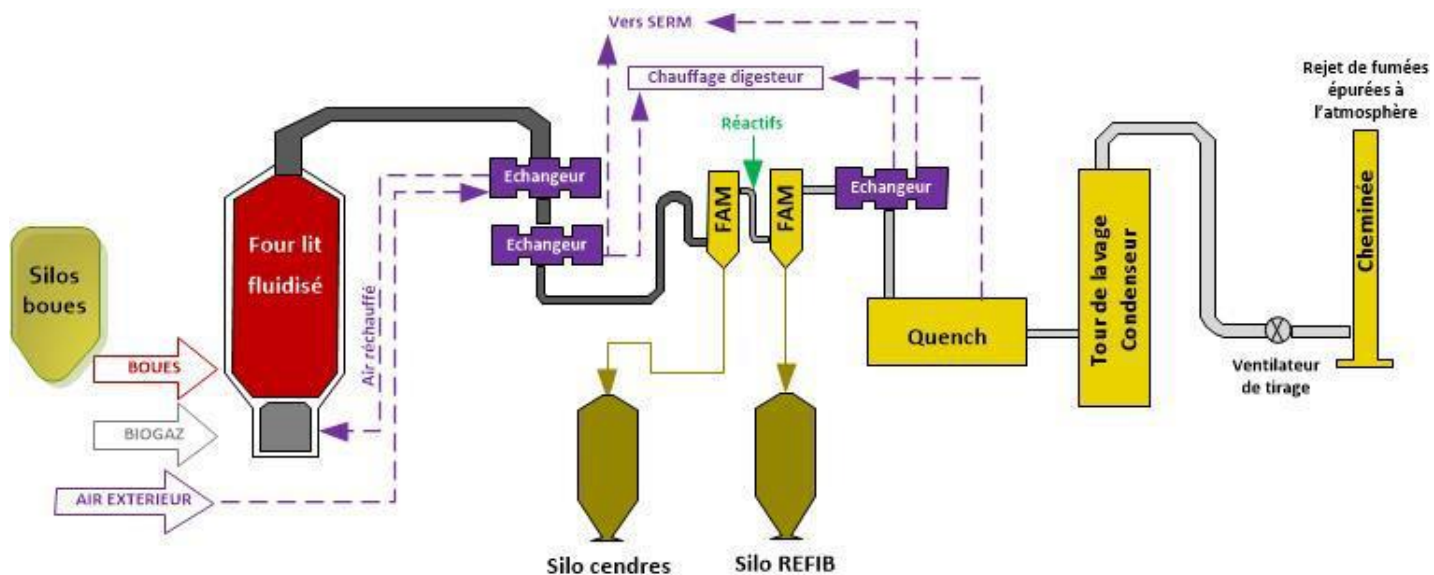 Vers SERM
Chauffage digesteur
Rejet de fumées
épurées à
l'atmosphère
Réactifs
Echangeur
Echangeur
FAM
FAM
Echangeur
Four lit
fluidisé
Silos
boues
Air réchauffé
BOUES
BIOGAZ
AIR EXTERIEUR
Quench
Tour de lavage
Condenseur
Cheminée
Ventilateur
de tirage
Silo cendres
Silo REFIB